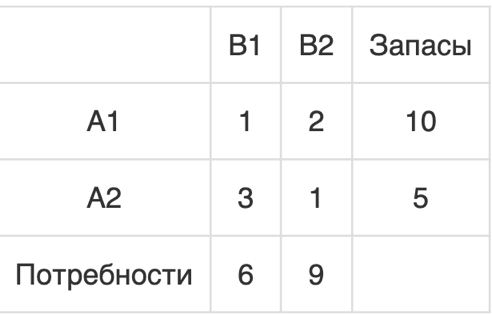 B1 B2 Запасы
A1 1 2 10
A2 3 1 5
Потребности 6 9